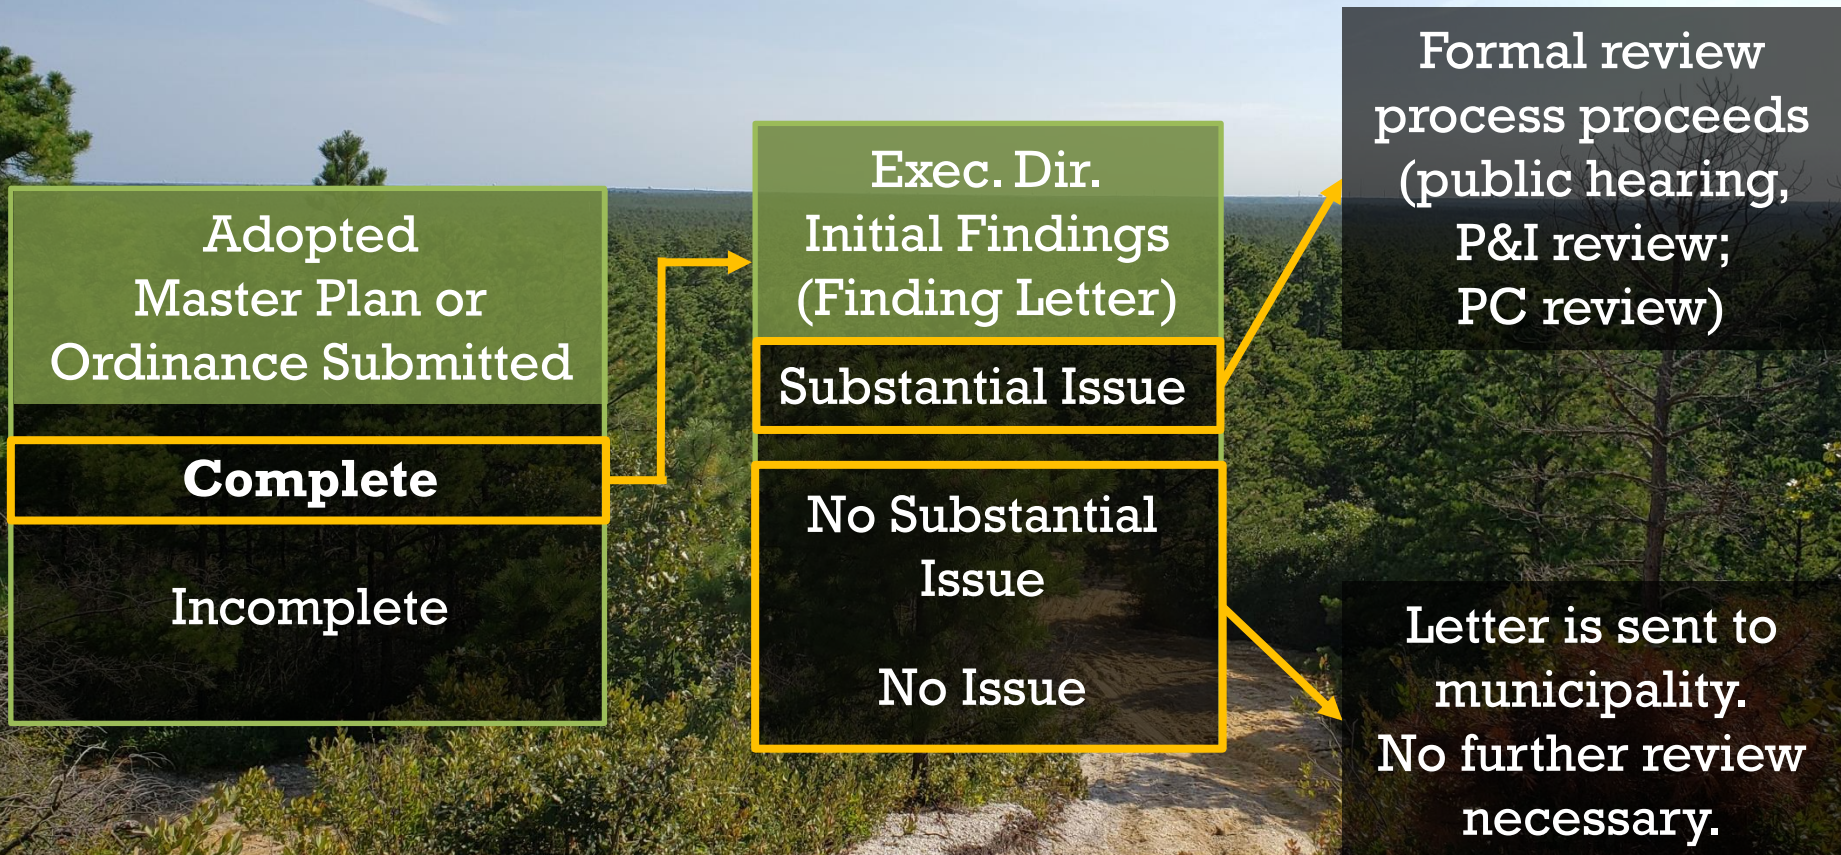 Adopted
Master Plan or
Ordinance Submitted
Complete
Incomplete
Exec. Dir.
Initial Findings
(Finding Letter)
Substantial Issue
No Substantial
Issue
No Issue
Formal review
process proceeds
(public hearing,
P&I review;
PC review)
Letter is sent to
municipality.
No further review
necessary.